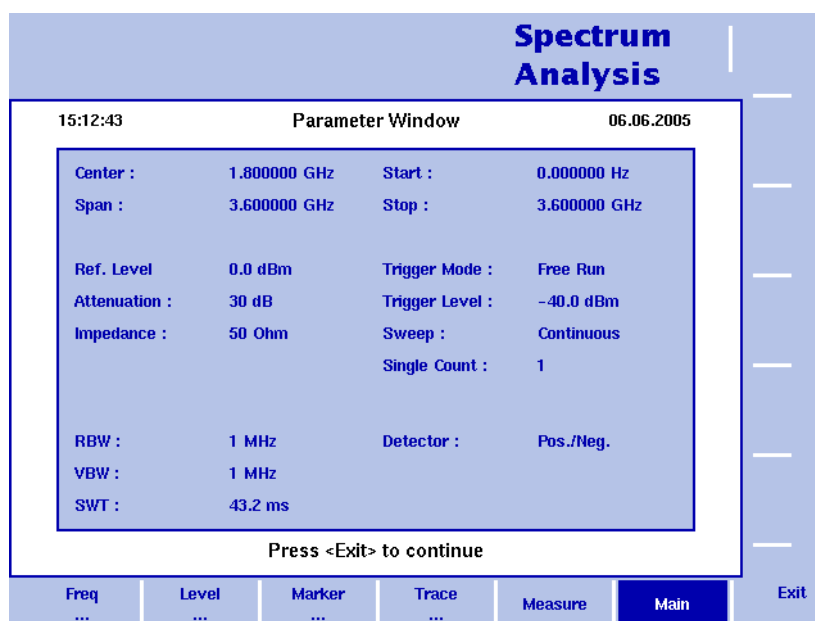 Spectrum
Analysis
15:12:43 Parameter Window 06.06.2005
Center : 1.800000 GHz Start : 0.000000 Hz
Span : 3.600000 GHz Stop : 3.600000 GHz
Ref. Level 0.0 dBm Trigger Mode : Free Run
Attenuation : 30 dB Trigger Level : -40.0 dBm
Impedance : 50 Ohm Sweep : Continuous
Single Count : 1
RBW : 1 MHz Detector : Pos./Neg.
VBW : 1 MHz
SWT : 43.2 ms
Press <Exit> to continue
Freq Level Marker Trace Measure Main Exit
... ... ... ...